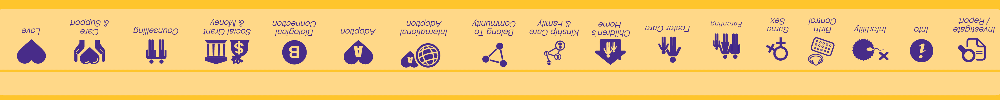 Investigate
/ Report
i
Info
Infertility
Birth
Control
Same
Sex
Parenting
Foster Care
Children's
Home
Kinship Care
& Family
Belong To
Community
A
International
Adoption
A
Adoption
B
Biological
Connection
$
Social Grant
& Money
Counselling
Care
& Support
Love